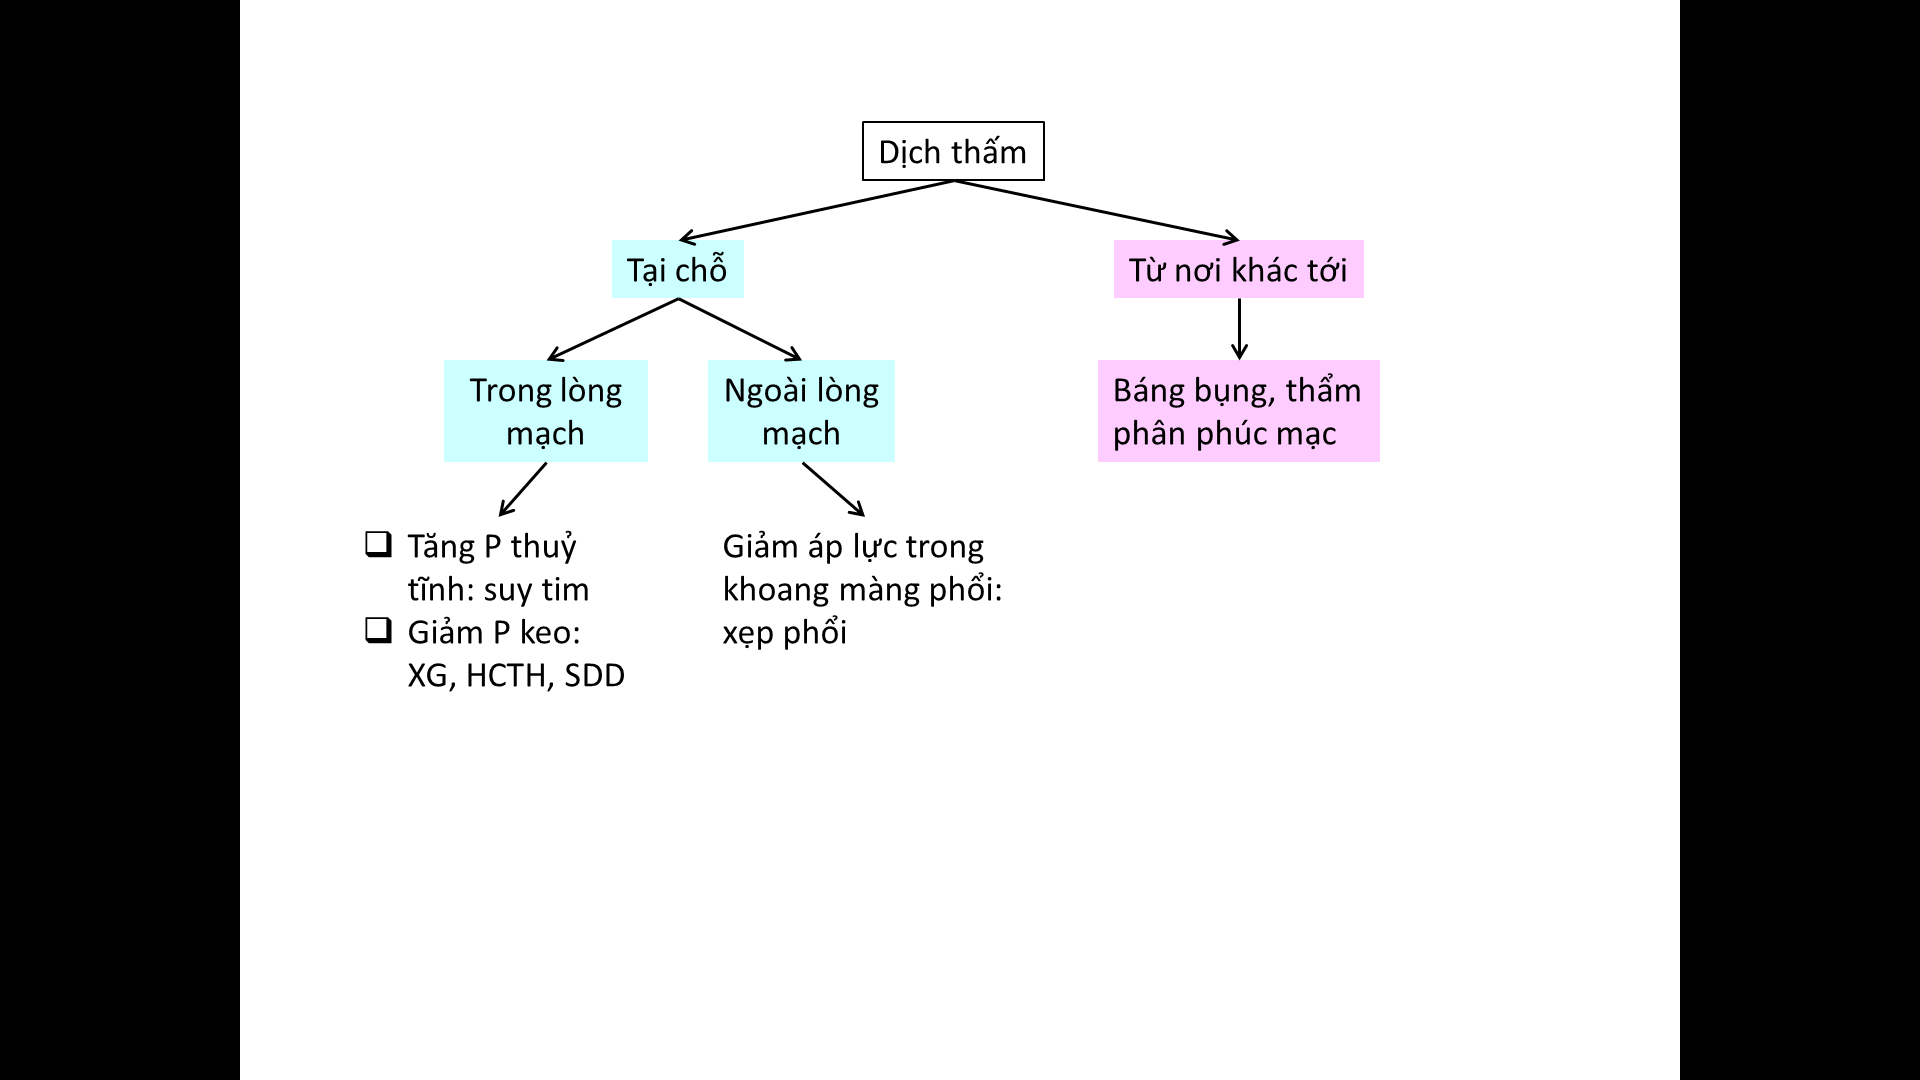 Dịch thấm
Tại chỗ
Từ nơi khác tới
Trong lòng
mạch
Ngoài lòng
mạch
Báng bụng, thẩm
phân phúc mạc
❑ Tăng P thuỷ
tĩnh: suy tim
❑ Giảm P keo:
XG, HCTH, SDD
Giảm áp lực trong
khoang màng phổi:
xẹp phổi